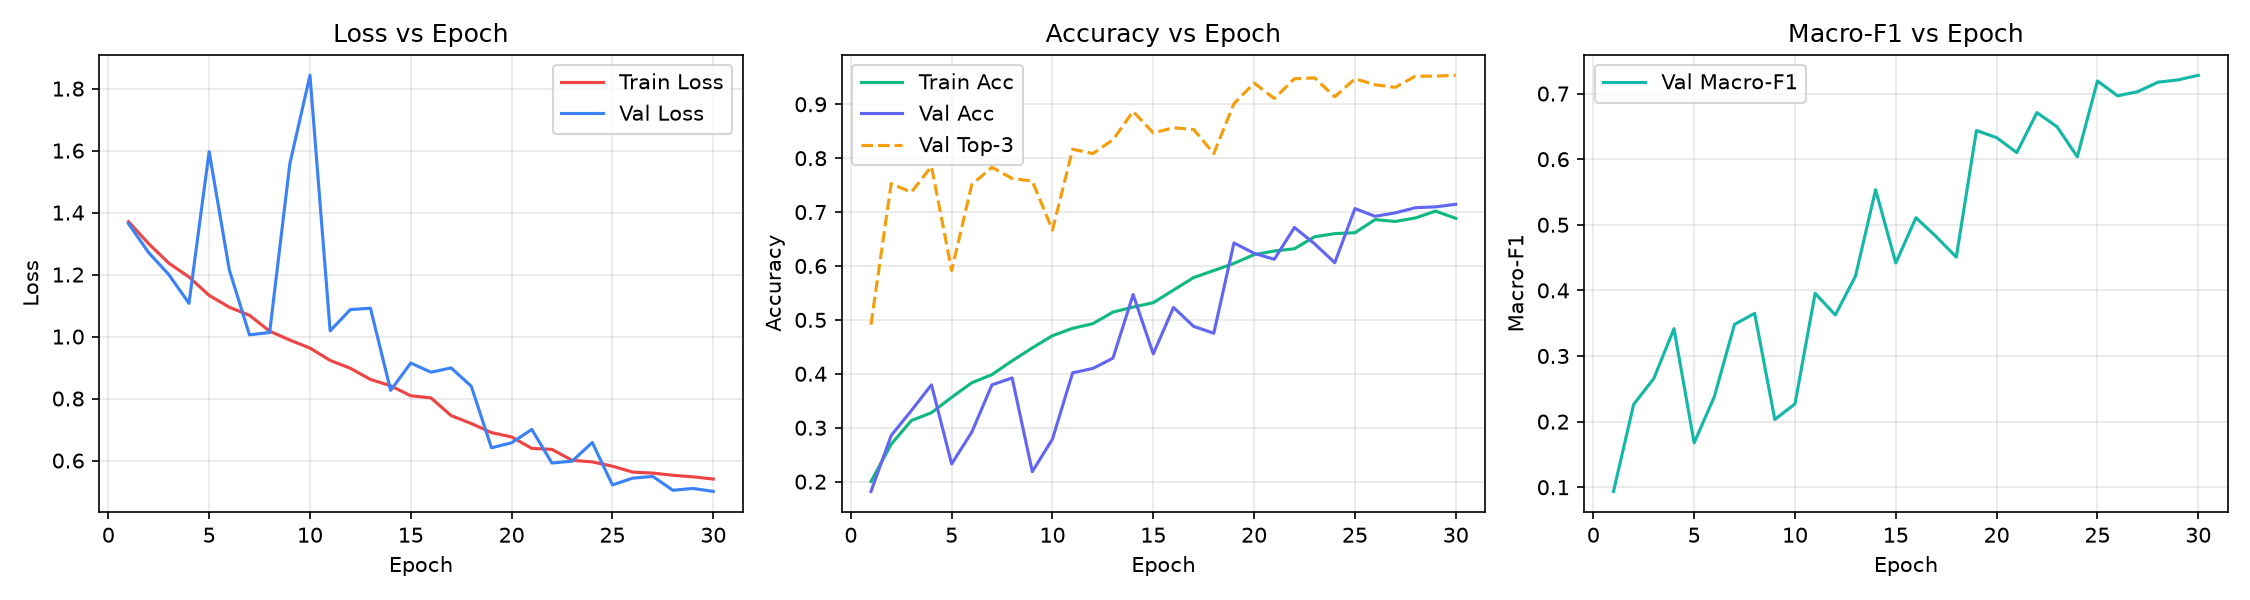 Loss vs Epoch
Train Loss
Val Loss
1.8
1.6
1.4
1.2
1.0
0.8
0.6
Loss
0 5 10 15 20 25 30
Epoch
Accuracy vs Epoch
Train Acc
Val Acc
Val Top-3
0.9
0.8
0.7
0.6
0.5
0.4
0.3
0.2
Accuracy
0 5 10 15 20 25 30
Epoch
Macro-F1 vs Epoch
Val Macro-F1
0.7
0.6
0.5
0.4
0.3
0.2
0.1
Macro-F1
0 5 10 15 20 25 30
Epoch